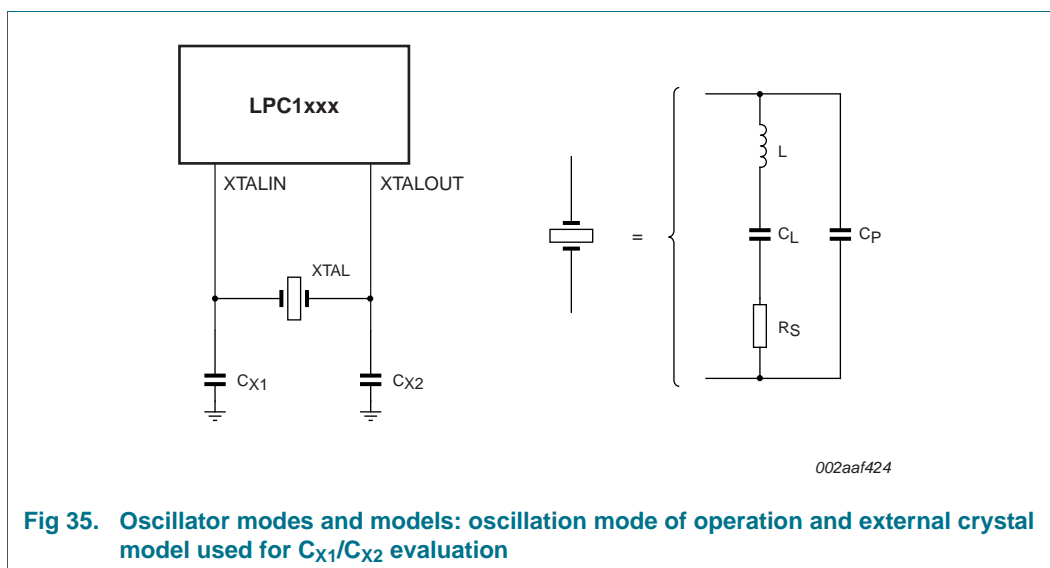 LPC1xxx
XTALIN
XTALOUT
XTAL
CX1
CX2
=
L
CL
CP
RS
002aaf424
Fig 35. Oscillator modes and models: oscillation mode of operation and external crystal
model used for CX1/CX2 evaluation